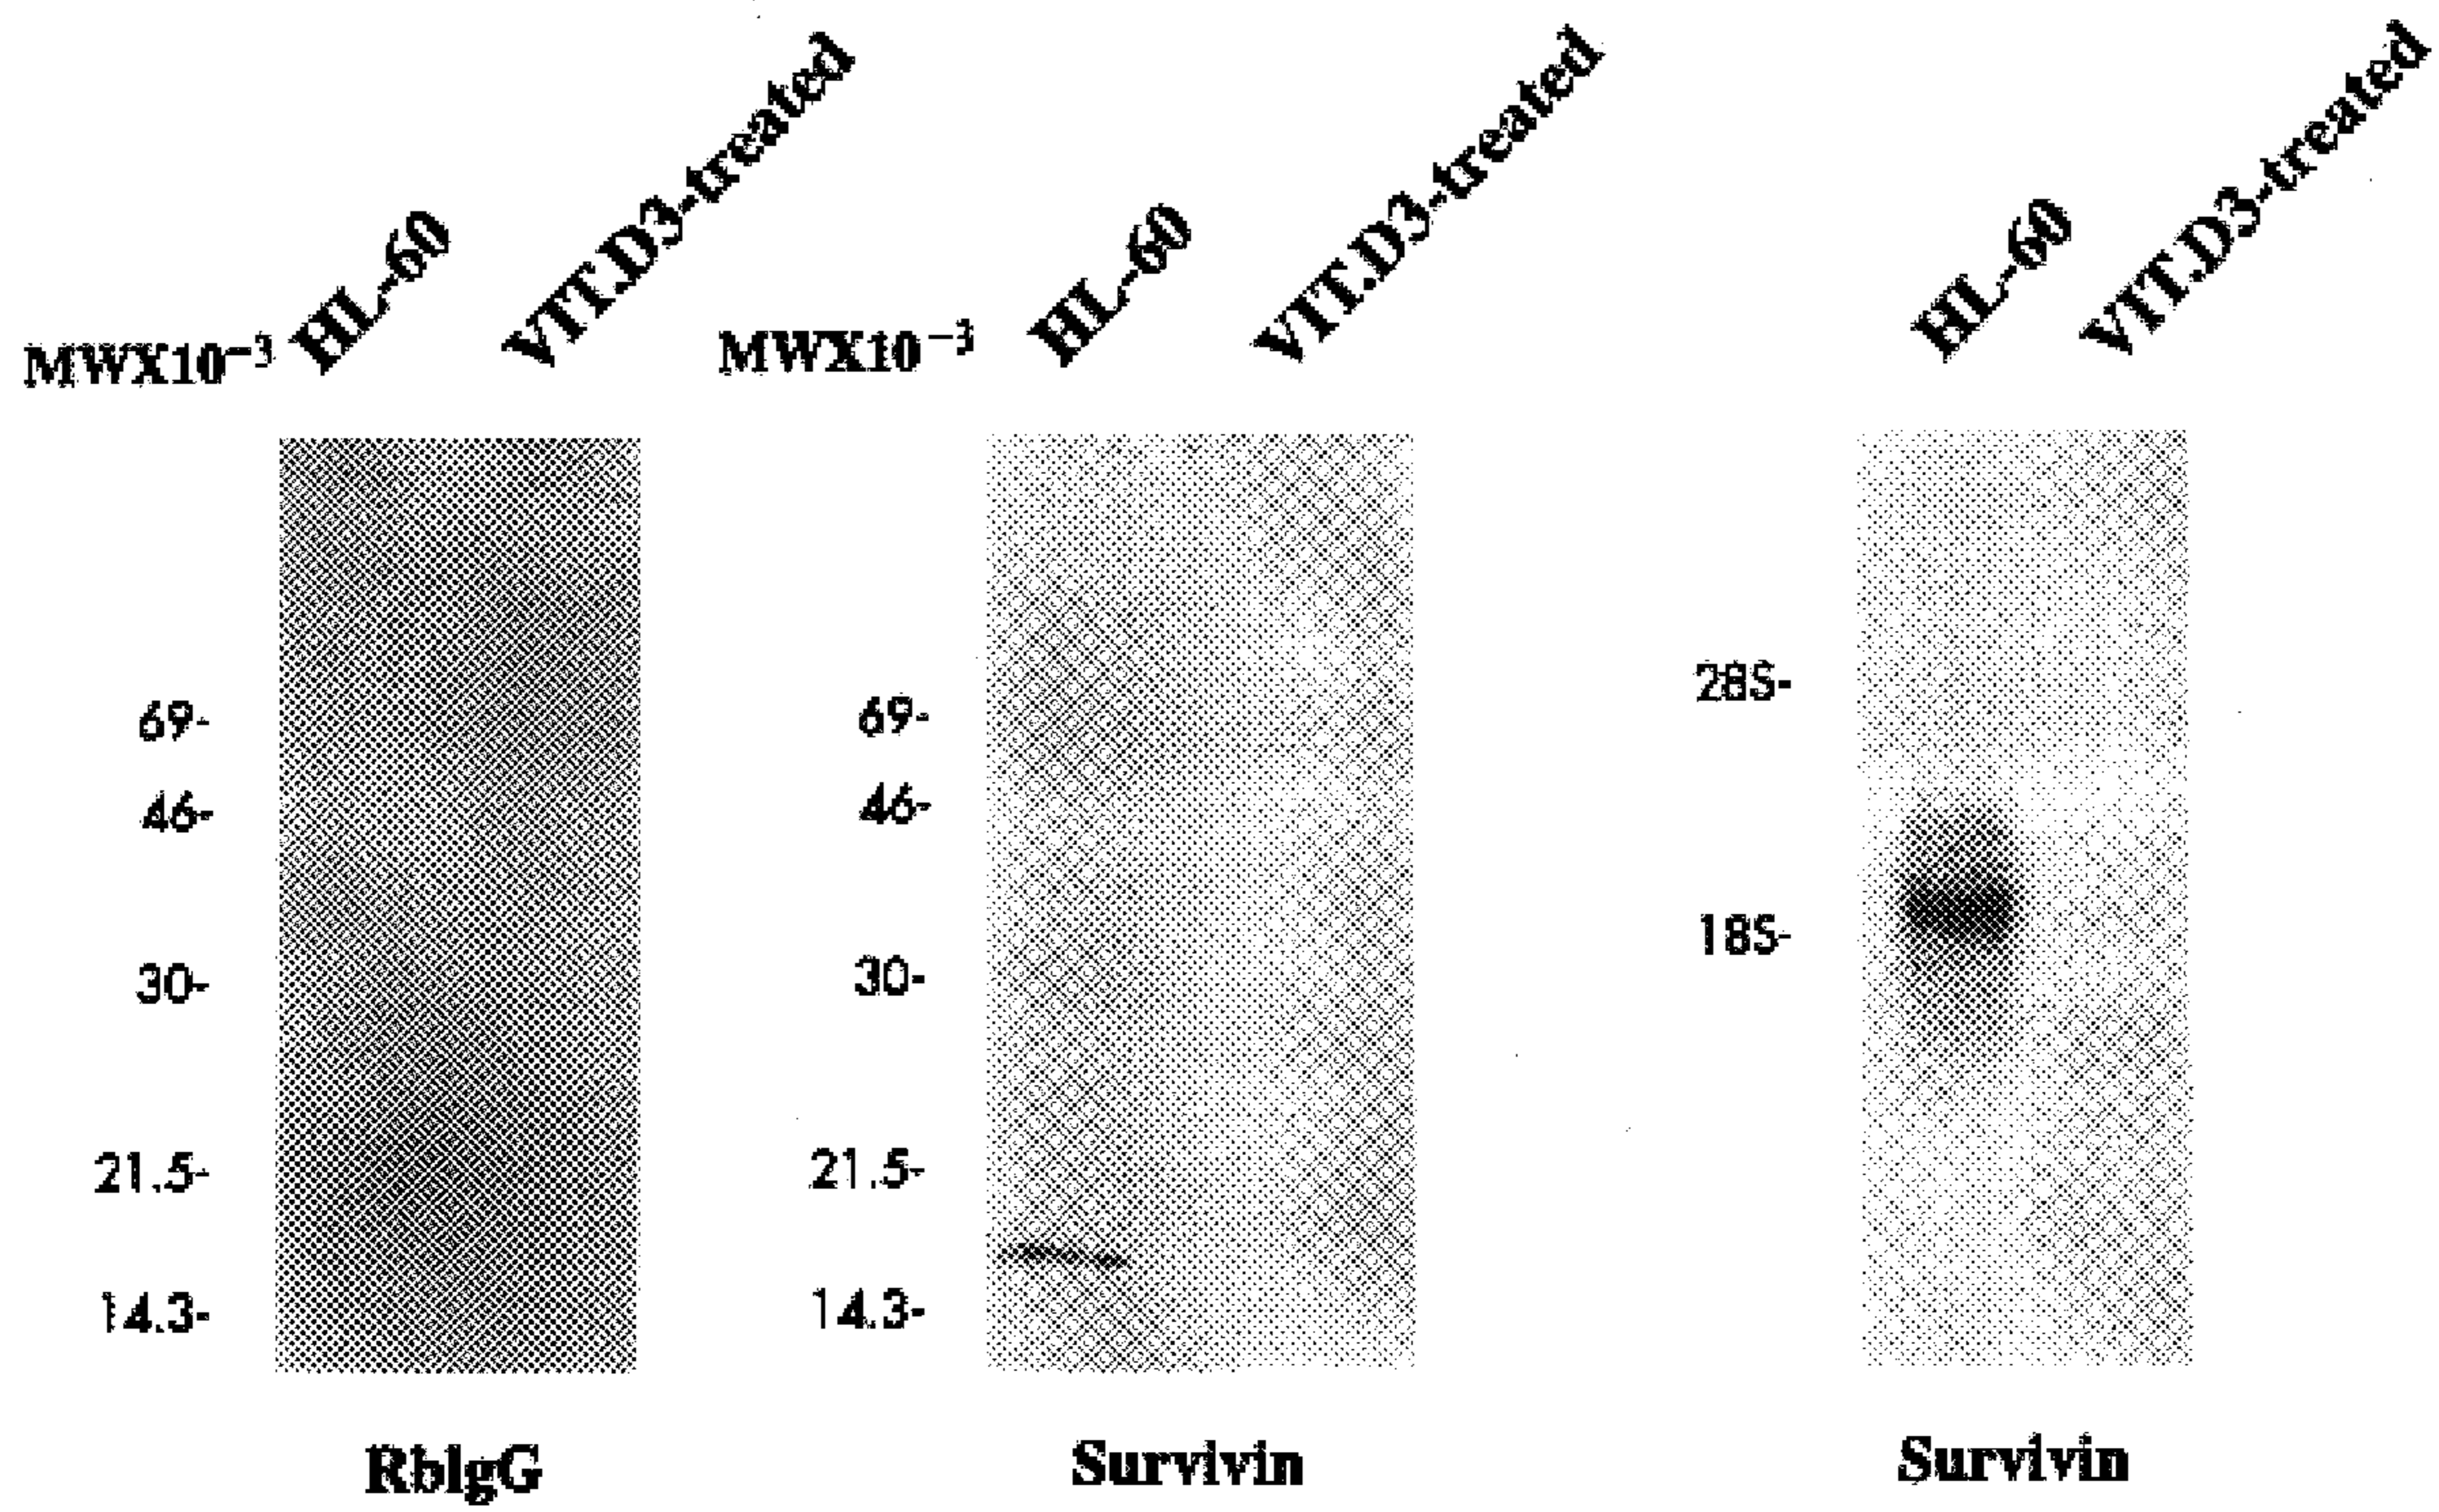 HL-60
VIT.D3-treated
MWX10⁻³
69-
46-
30-
21.5-
14.3-
RbIgG
HL-60
VIT.D3-treated
MWX10⁻³
69-
46-
30-
21.5-
14.3-
Survivin
HL-60
VIT.D3-treated
28S-
18S-
Survivin